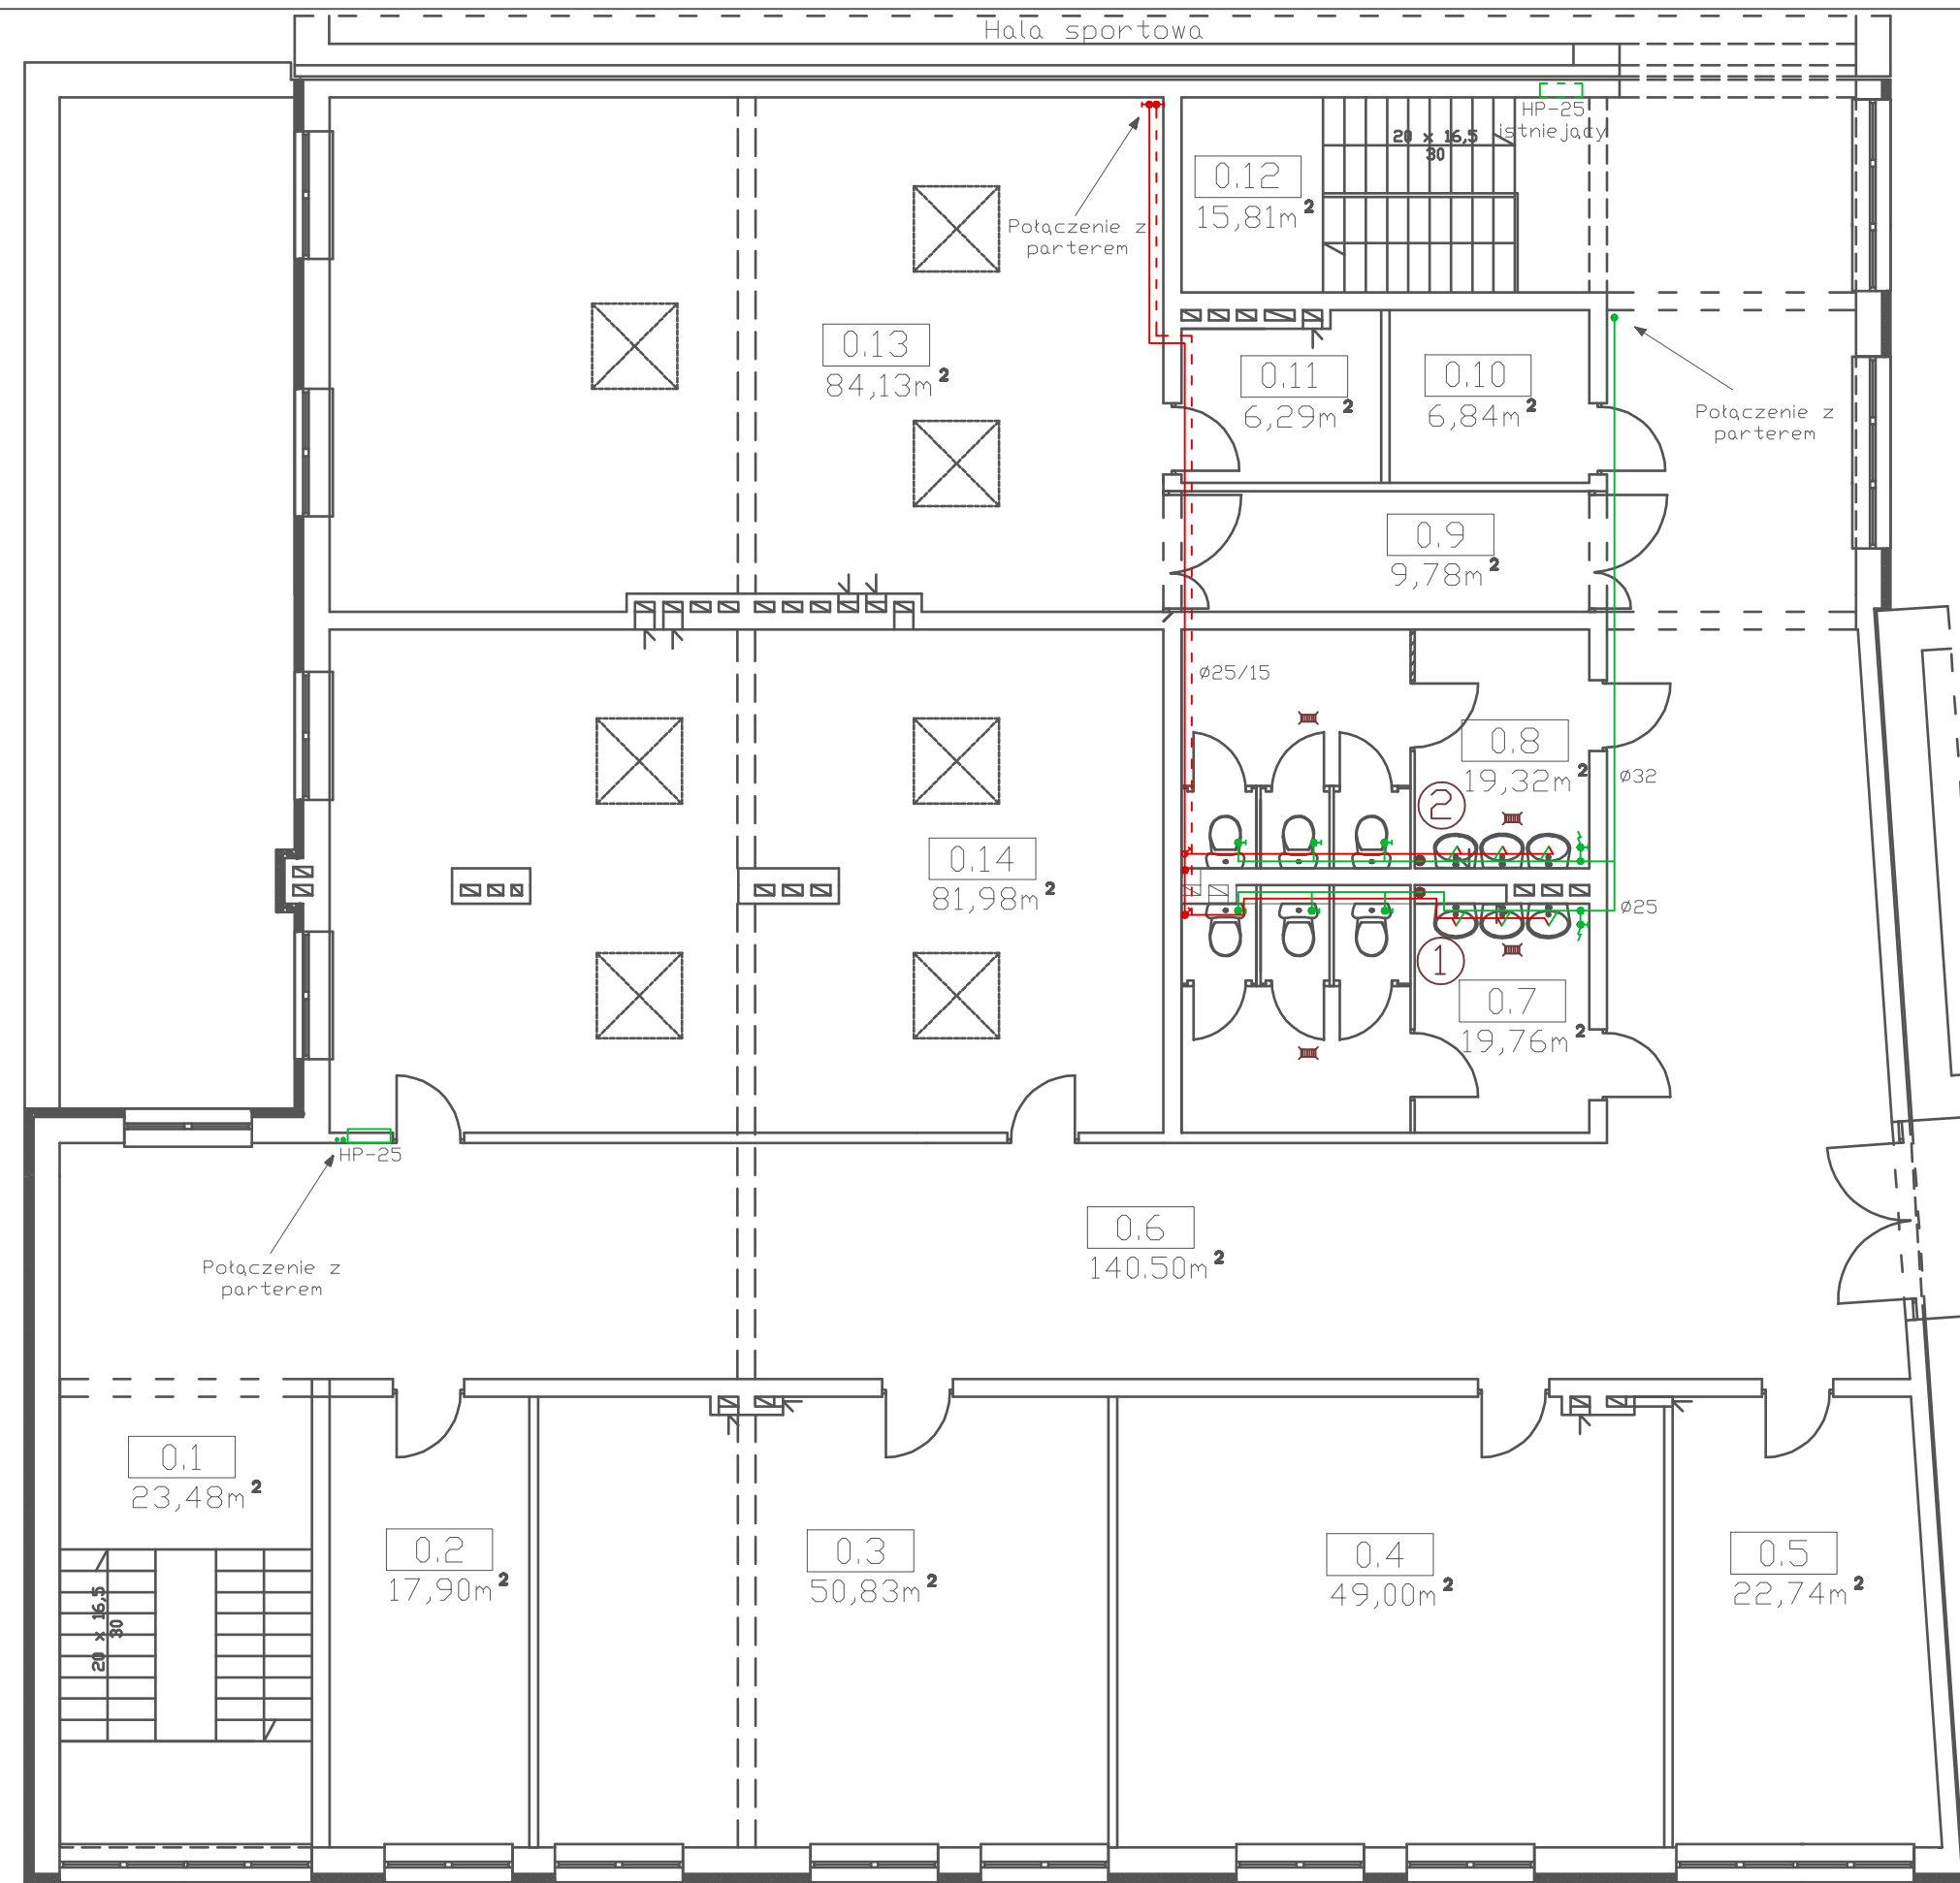 Hala sportowa
HP-25
istniejący
20 x 16,5
30
0.12
15,81m²
Połączenie z
parterem
0.13
84,13m²
0.11
6,29m²
0.10
6,84m²
Połączenie z
parterem
0.9
9,78m²
ø25/15
0.8
19,32m²
ø32
2
0.14
81,98m²
ø25
1
0.7
19,76m²
HP-25
Połączenie z
parterem
0.6
140.50m²
0.1
23,48m²
0.2
17,90m²
0.3
50,83m²
0.4
49,00m²
0.5
22,74m²
20 x 16,5
30